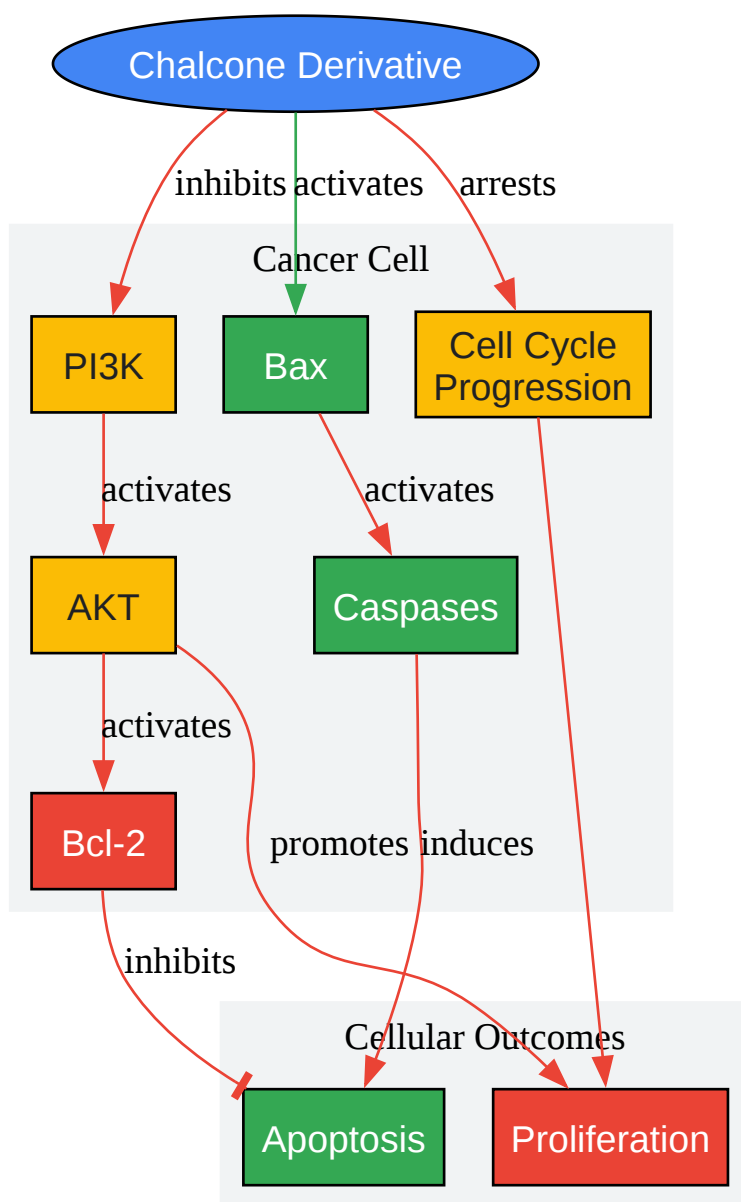 Chalcone Derivative
inhibits
activates
arrests
Cancer Cell
PI3K
Bax
Cell Cycle
Progression
activates
activates
AKT
Caspases
activates
Bcl-2
promotes
induces
inhibits
Cellular Outcomes
Apoptosis
Proliferation